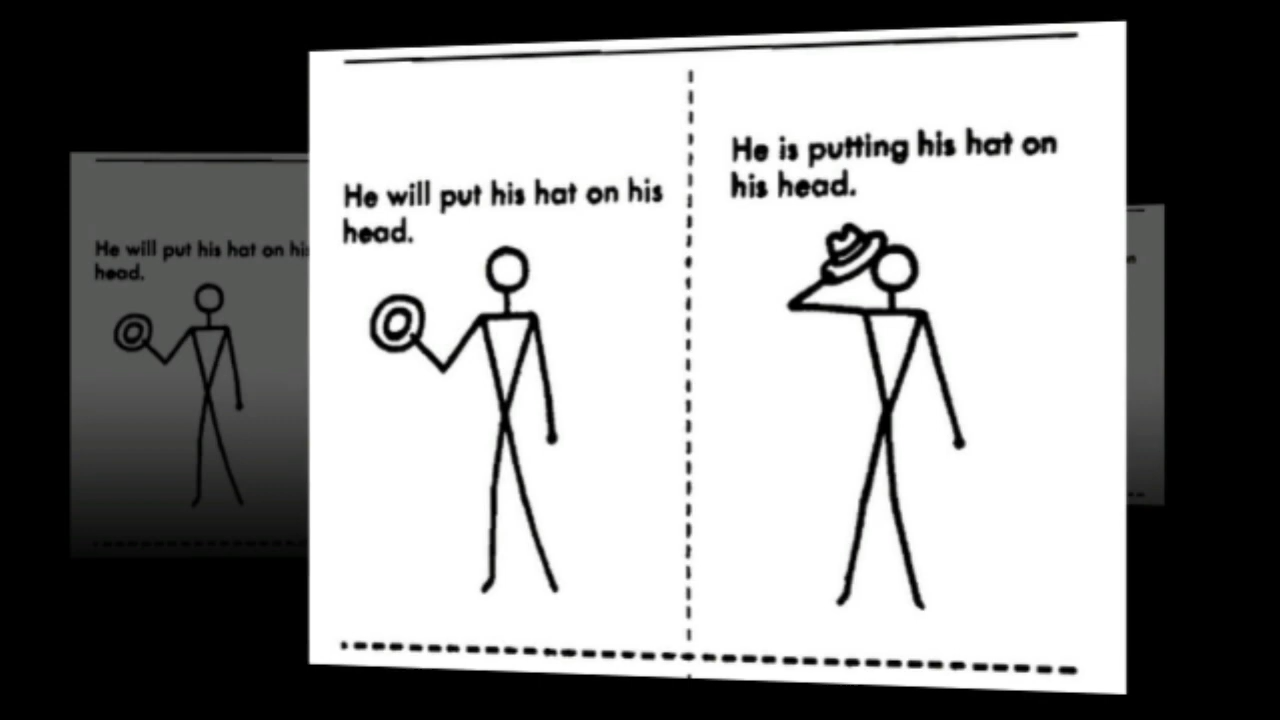 He will put his hat on his
head.
He is putting his hat on
his head.
He will put his hat on his
head.